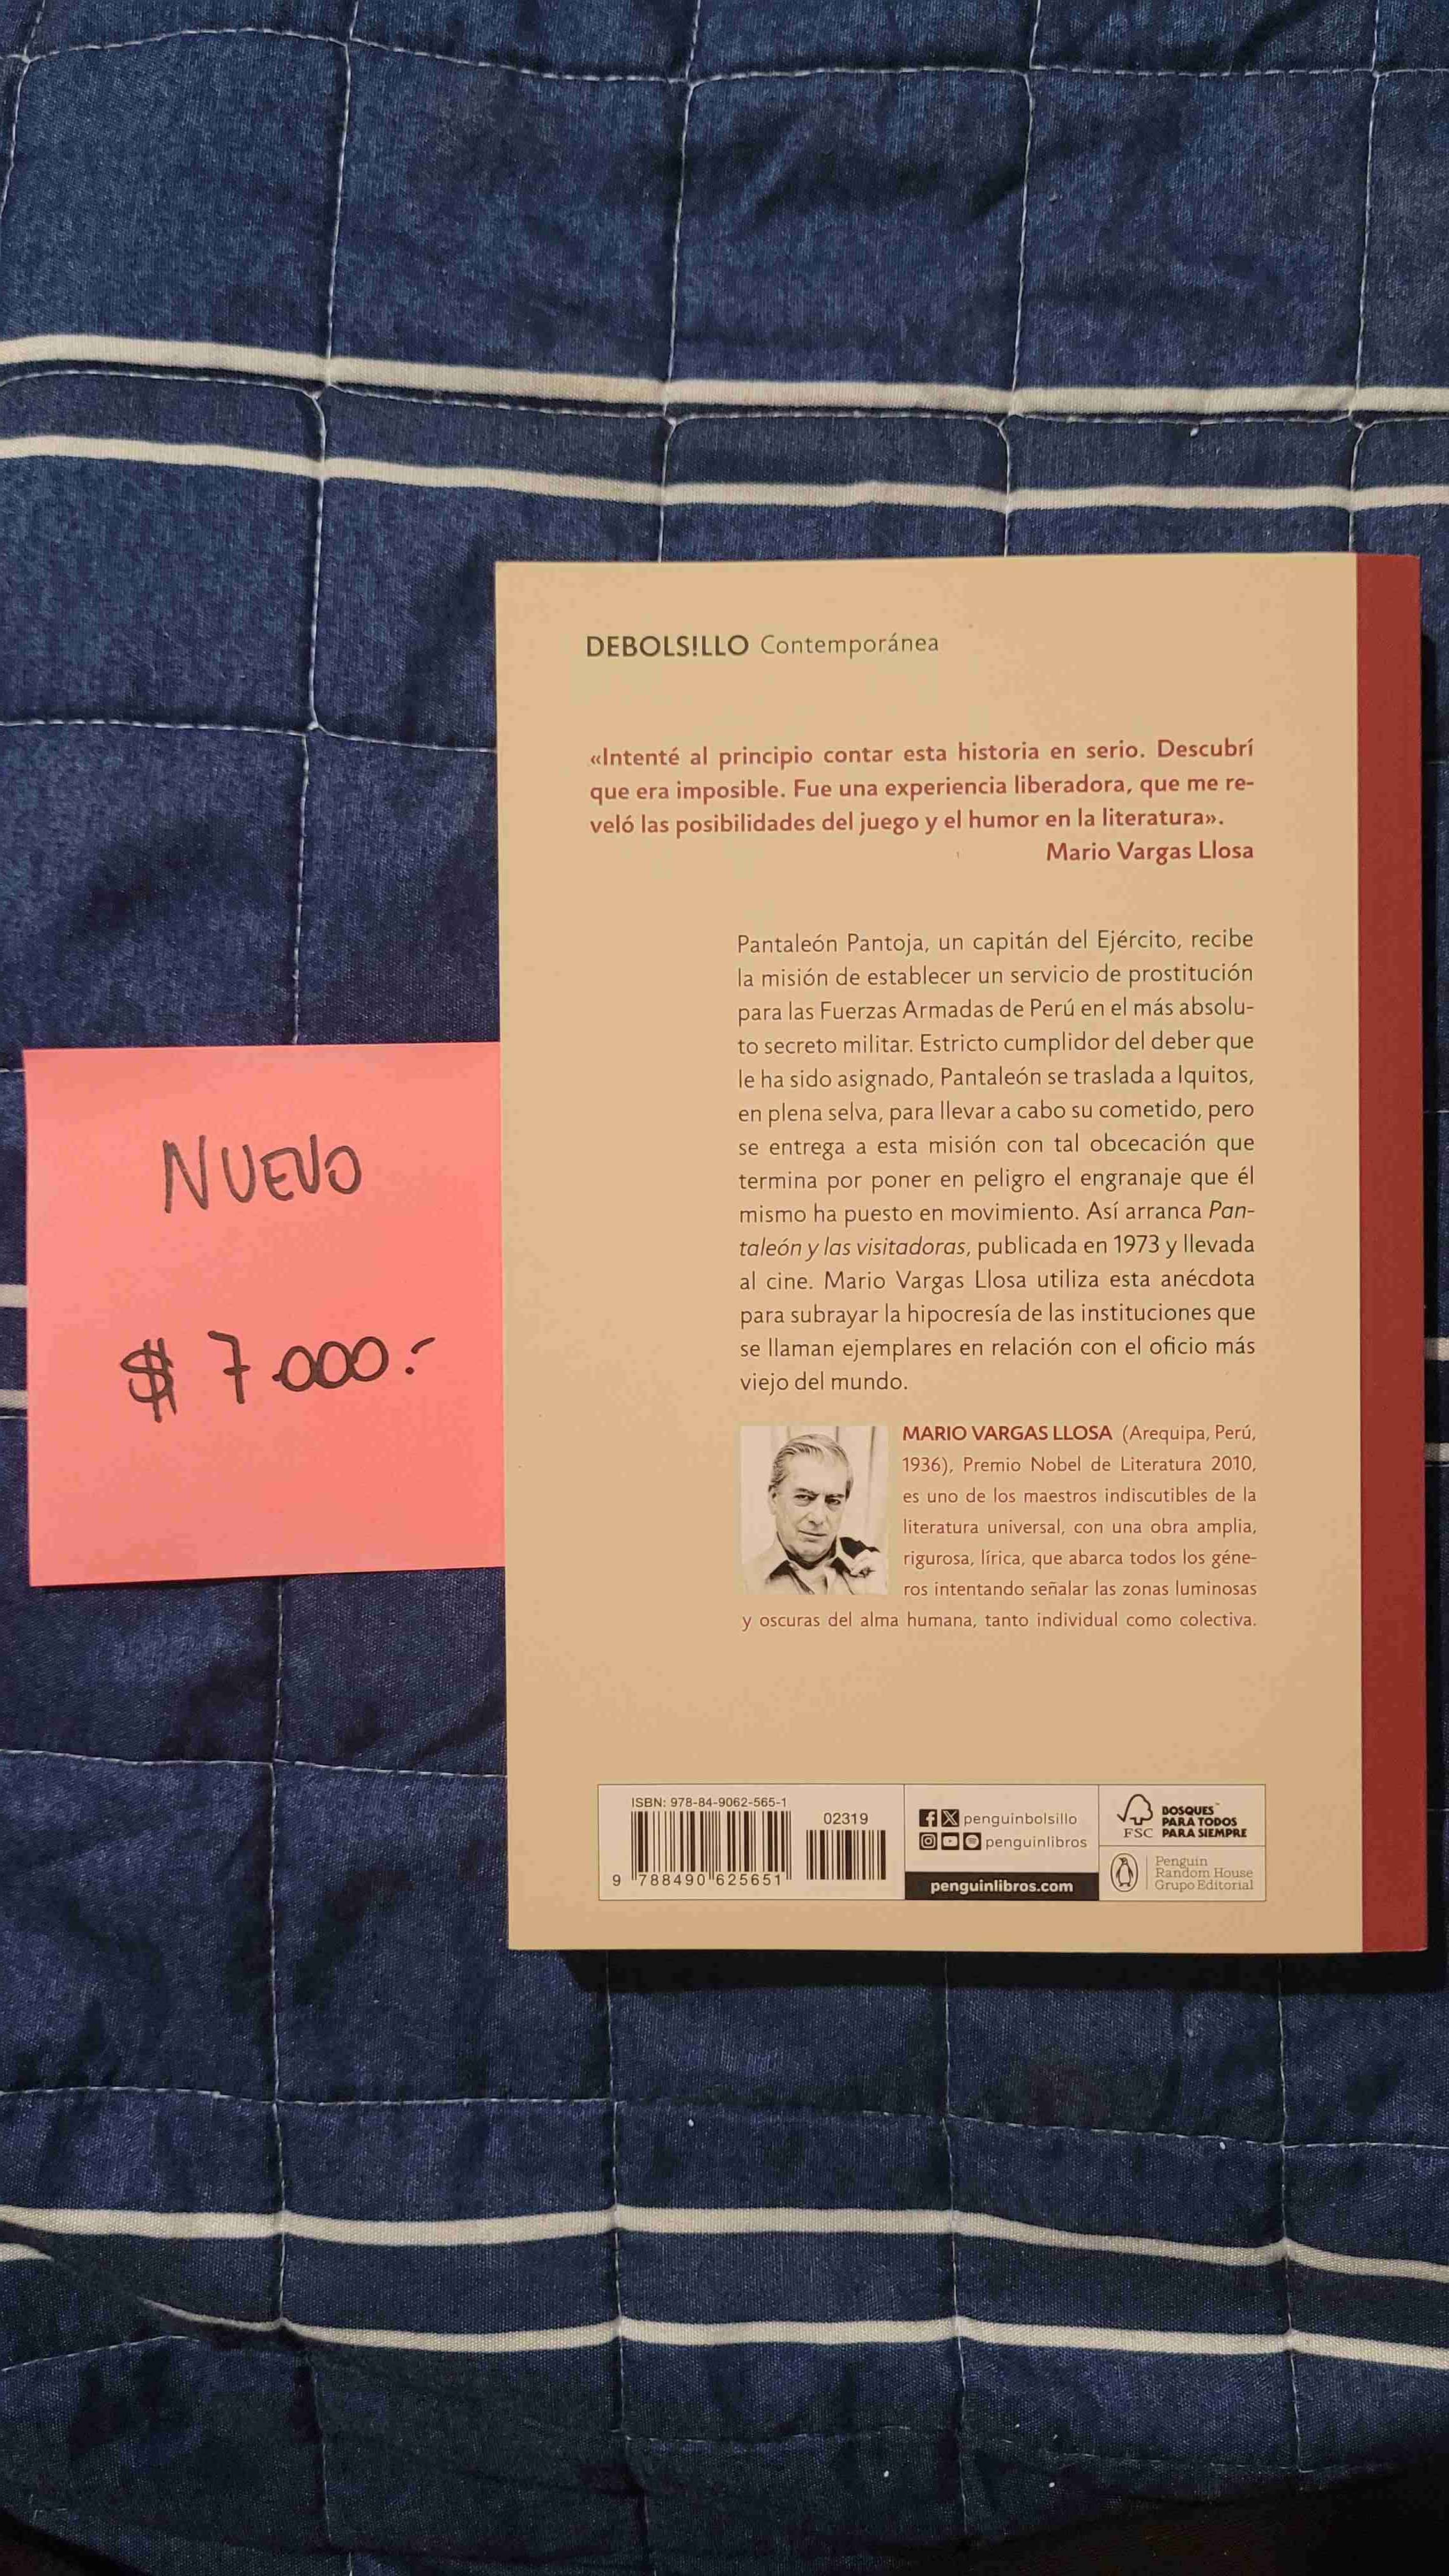 NUEVO
$ 7.000.-
DEBOLS!LLO Contemporánea
«Intenté al principio contar esta historia en serio. Descubrí
que era imposible. Fue una experiencia liberadora, que me re-
veló las posibilidades del juego y el humor en la literatura».
Mario Vargas Llosa
Pantaleón Pantoja, un capitán del Ejército, recibe
la misión de establecer un servicio de prostitución
para las Fuerzas Armadas de Perú en el más absolu-
to secreto militar. Estricto cumplidor del deber que
le ha sido asignado, Pantaleón se traslada a Iquitos,
en plena selva, para llevar a cabo su cometido, pero
se entrega a esta misión con tal obcecación que
termina por poner en peligro el engranaje que él
mismo ha puesto en movimiento. Así arranca Pan-
taleón y las visitadoras, publicada en 1973 y llevada
al cine. Mario Vargas Llosa utiliza esta anécdota
para subrayar la hipocresía de las instituciones que
se llaman ejemplares en relación con el oficio más
viejo del mundo.
MARIO VARGAS LLOSA (Arequipa, Perú,
1936), Premio Nobel de Literatura 2010,
es uno de los maestros indiscutibles de la
literatura universal, con una obra amplia,
rigurosa, lírica, que abarca todos los géne-
ros intentando señalar las zonas luminosas
y oscuras del alma humana, tanto individual como colectiva.
ISBN: 978-84-9062-565-1
02319
9 788490 625651
penguinbolsillo
penguinlibros
penguinlibros.com
FSC
BOSQUES™
PARA TODOS
PARA SIEMPRE
Penguin
Random House
Grupo Editorial